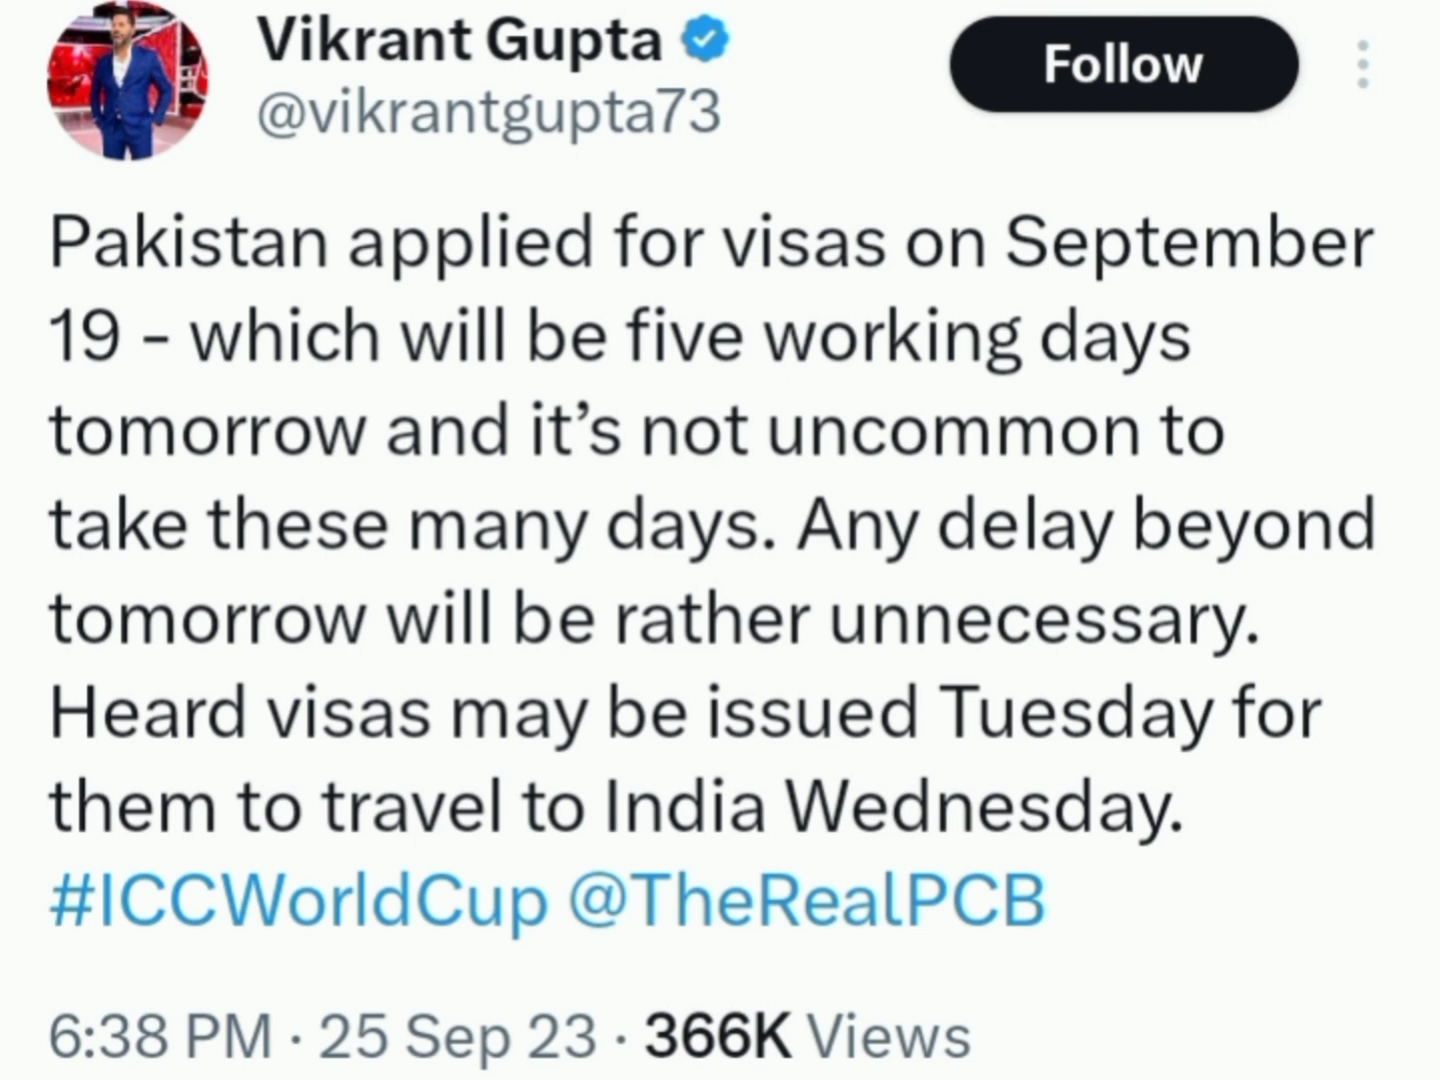 Vikrant Gupta
Follow
@vikrantgupta73
Pakistan applied for visas on September
19 - which will be five working days
tomorrow and it’s not uncommon to
take these many days. Any delay beyond
tomorrow will be rather unnecessary.
Heard visas may be issued Tuesday for
them to travel to India Wednesday.
#ICCWorldCup @TheRealPCB
6:38 PM · 25 Sep 23 · 366K Views